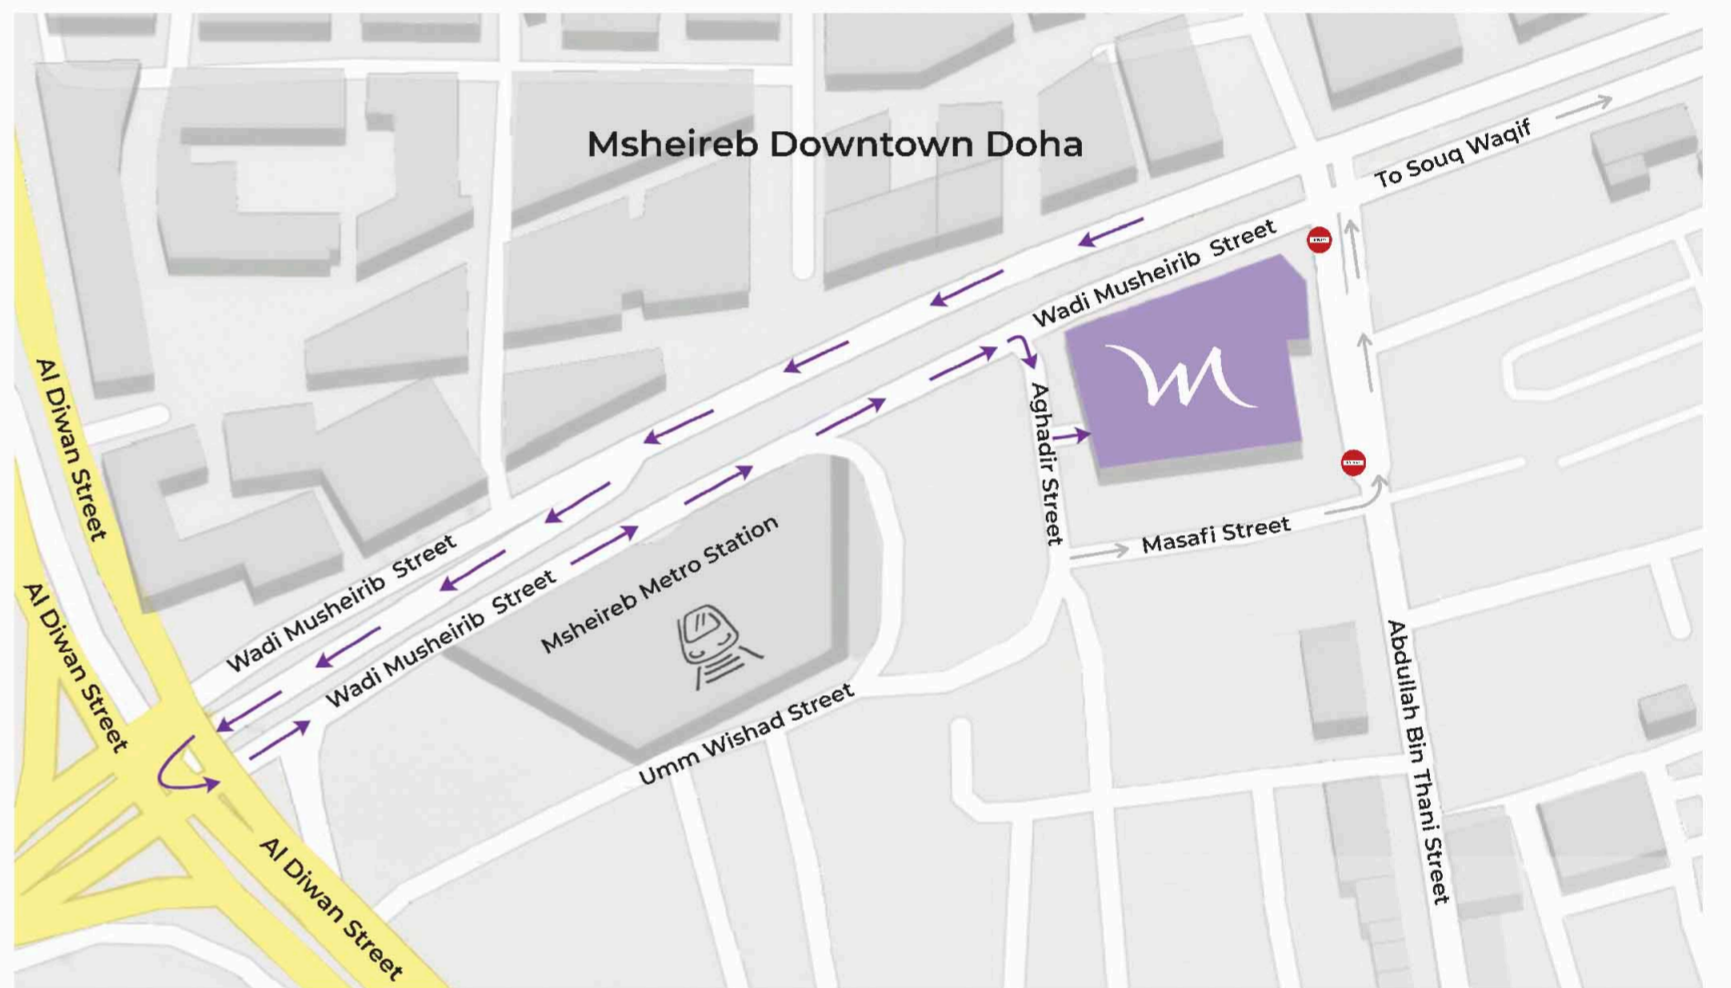 Msheireb Downtown Doha
To Souq Waqif
Wadi Musheirib Street
Al Diwan Street
Aghadir Street
Masafi Street
Msheireb Metro Station
Wadi Musheirib Street
Wadi Musheirib Street
Al Diwan Street
Umm Wishad Street
Abdullah Bin Thani Street
Al Diwan Street